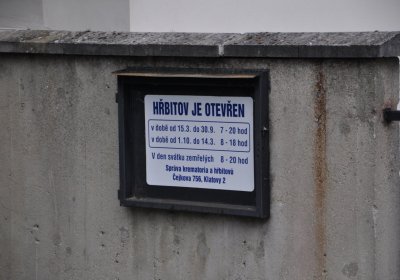 HŘBITOV JE OTEVŘEN
v době od 15.3. do 30.9. 7 - 20 hod
v době od 1.10. do 14.3. 8 - 18 hod
V den svátku zemřelých 8 - 20 hod
Správa krematoria a hřbitovů
Čejkova 756, Klatovy 2